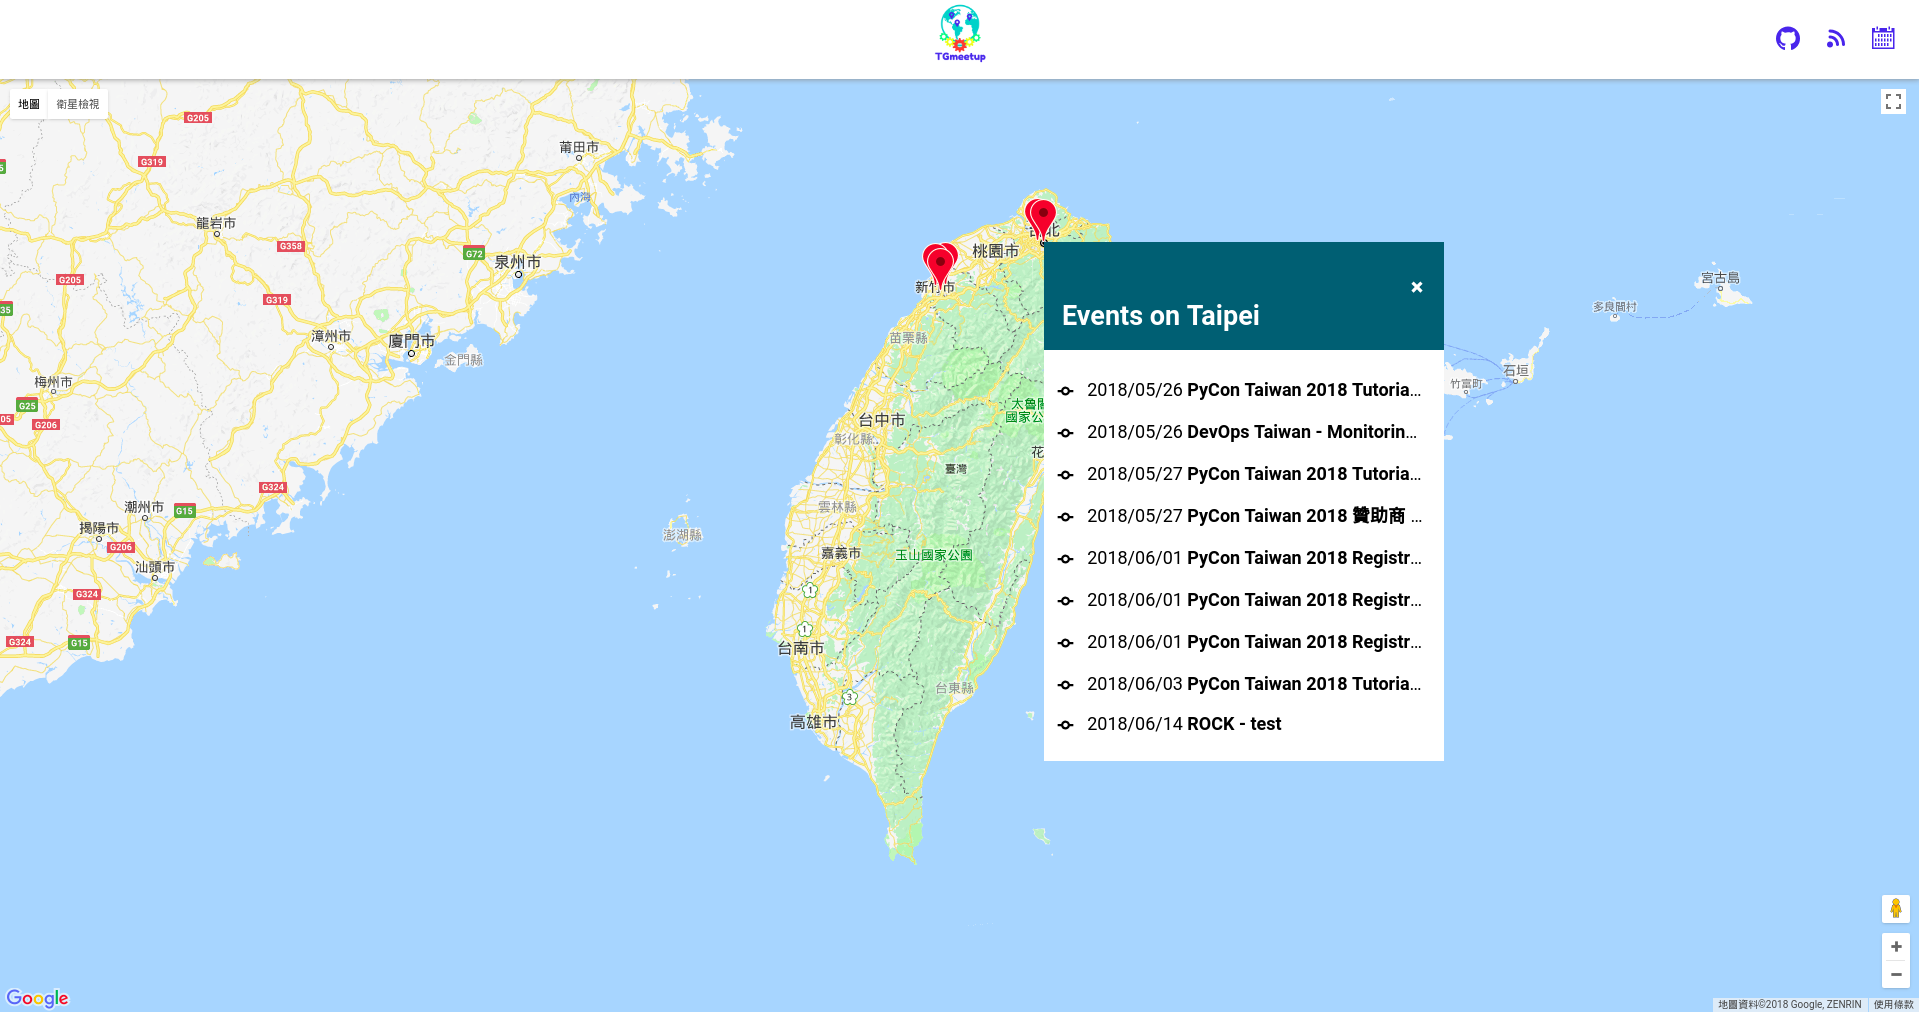 TGmeetup
地圖 衛星檢視
G205
G319
莆田市
內海
龍岩市
G358
G72
泉州市
G205
G319
35
漳州市
廈門市
金門縣
梅州市
G25
05
G206
G324
潮州市
G15
揭陽市
G206
汕頭市
G324
G324
G15
桃園市
新竹市
苗栗縣
台中市
彰化縣
臺灣
雲林縣
澎湖縣
嘉義市
玉山國家公園
1
1
台南市
台東縣
3
高雄市
宮古島
多良間村
石垣
竹富町
Events on Taipei
×
2018/05/26 PyCon Taiwan 2018 Tutoria...
2018/05/26 DevOps Taiwan - Monitorin...
2018/05/27 PyCon Taiwan 2018 Tutoria...
2018/05/27 PyCon Taiwan 2018 贊助商 ...
2018/06/01 PyCon Taiwan 2018 Registr...
2018/06/01 PyCon Taiwan 2018 Registr...
2018/06/01 PyCon Taiwan 2018 Registr...
2018/06/03 PyCon Taiwan 2018 Tutoria...
2018/06/14 ROCK - test
Google
地圖資料©2018 Google, ZENRIN 使用條款